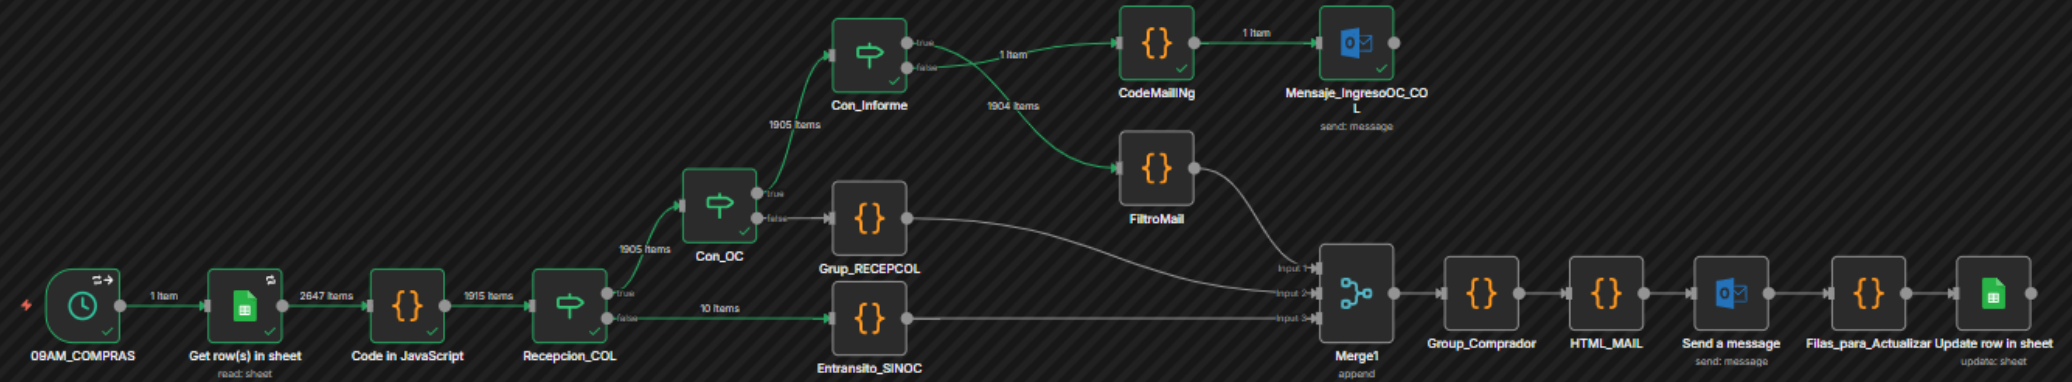 true
1 Item
1 Item
false
Con_Informe
CodeMailINg
Mensaje_IngresoOC_CO
L
send: message
1904 Items
1905 Items
true
false
FiltroMail
1905 Items
Con_OC
Grup_RECEPCOL
Input 1
Input 2
Input 3
1 Item
2647 Items
1915 Items
true
false
10 Items
09AM_COMPRAS
Get row(s) in sheet
read: sheet
Code in JavaScript
Recepcion_COL
Entransito_SINOC
Merge1
append
Group_Comprador
HTML_MAIL
Send a message
send: message
Filas_para_Actualizar
Update row in sheet
update: sheet